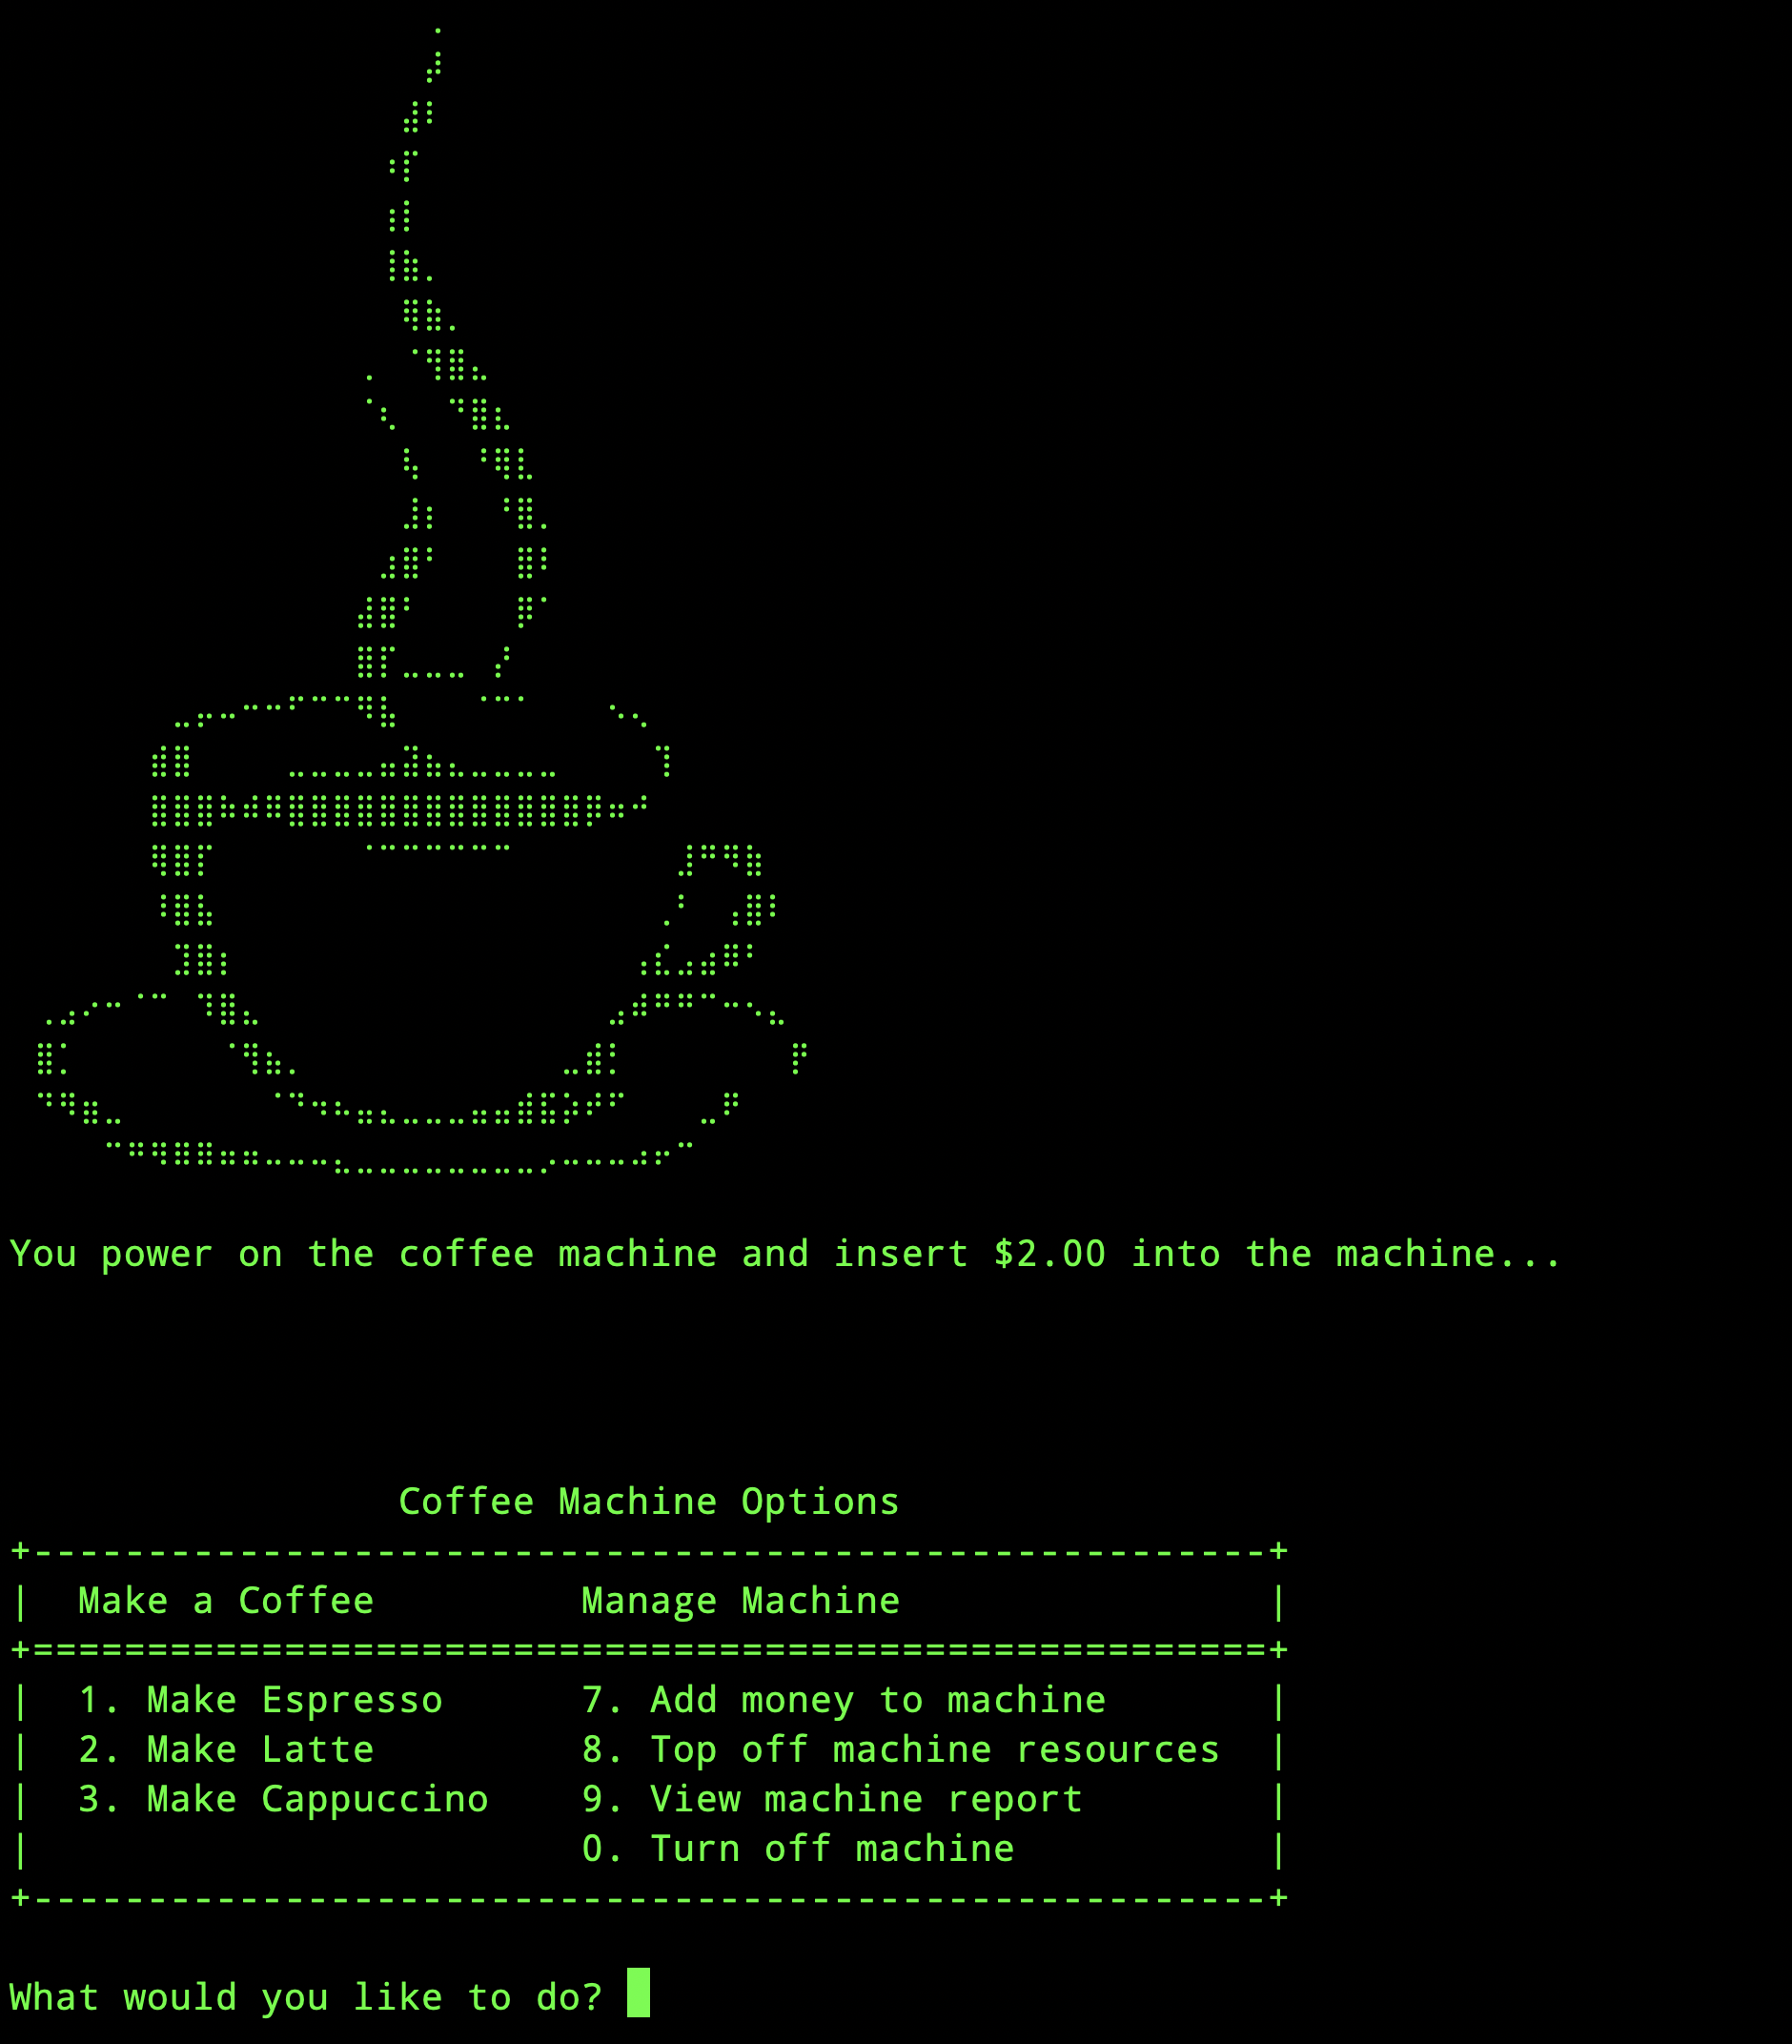 You power on the coffee machine and insert $2.00 into the machine...
Coffee Machine Options
+------------------------------------------------------+
|  Make a Coffee         Manage Machine                |
+======================================================+
|  1. Make Espresso      7. Add money to machine       |
|  2. Make Latte         8. Top off machine resources  |
|  3. Make Cappuccino    9. View machine report        |
|                        0. Turn off machine           |
+------------------------------------------------------+
What would you like to do?